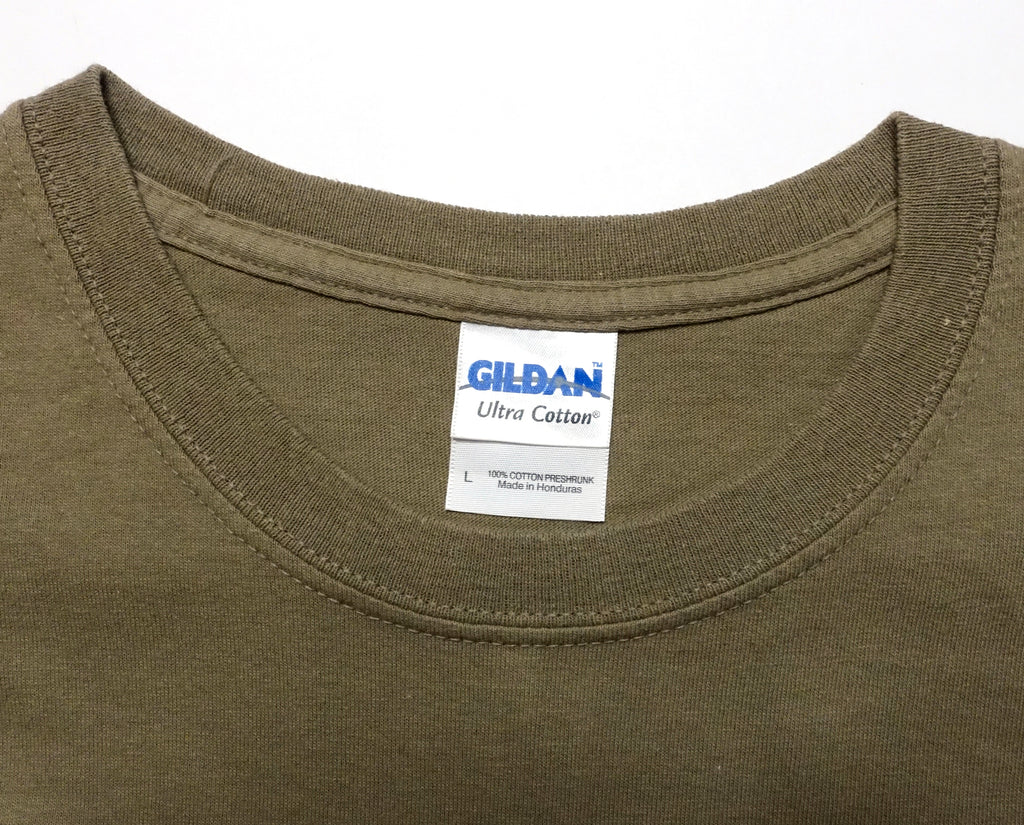 GILDAN™
Ultra Cotton®
L
100% COTTON PRESHRUNK
Made in Honduras